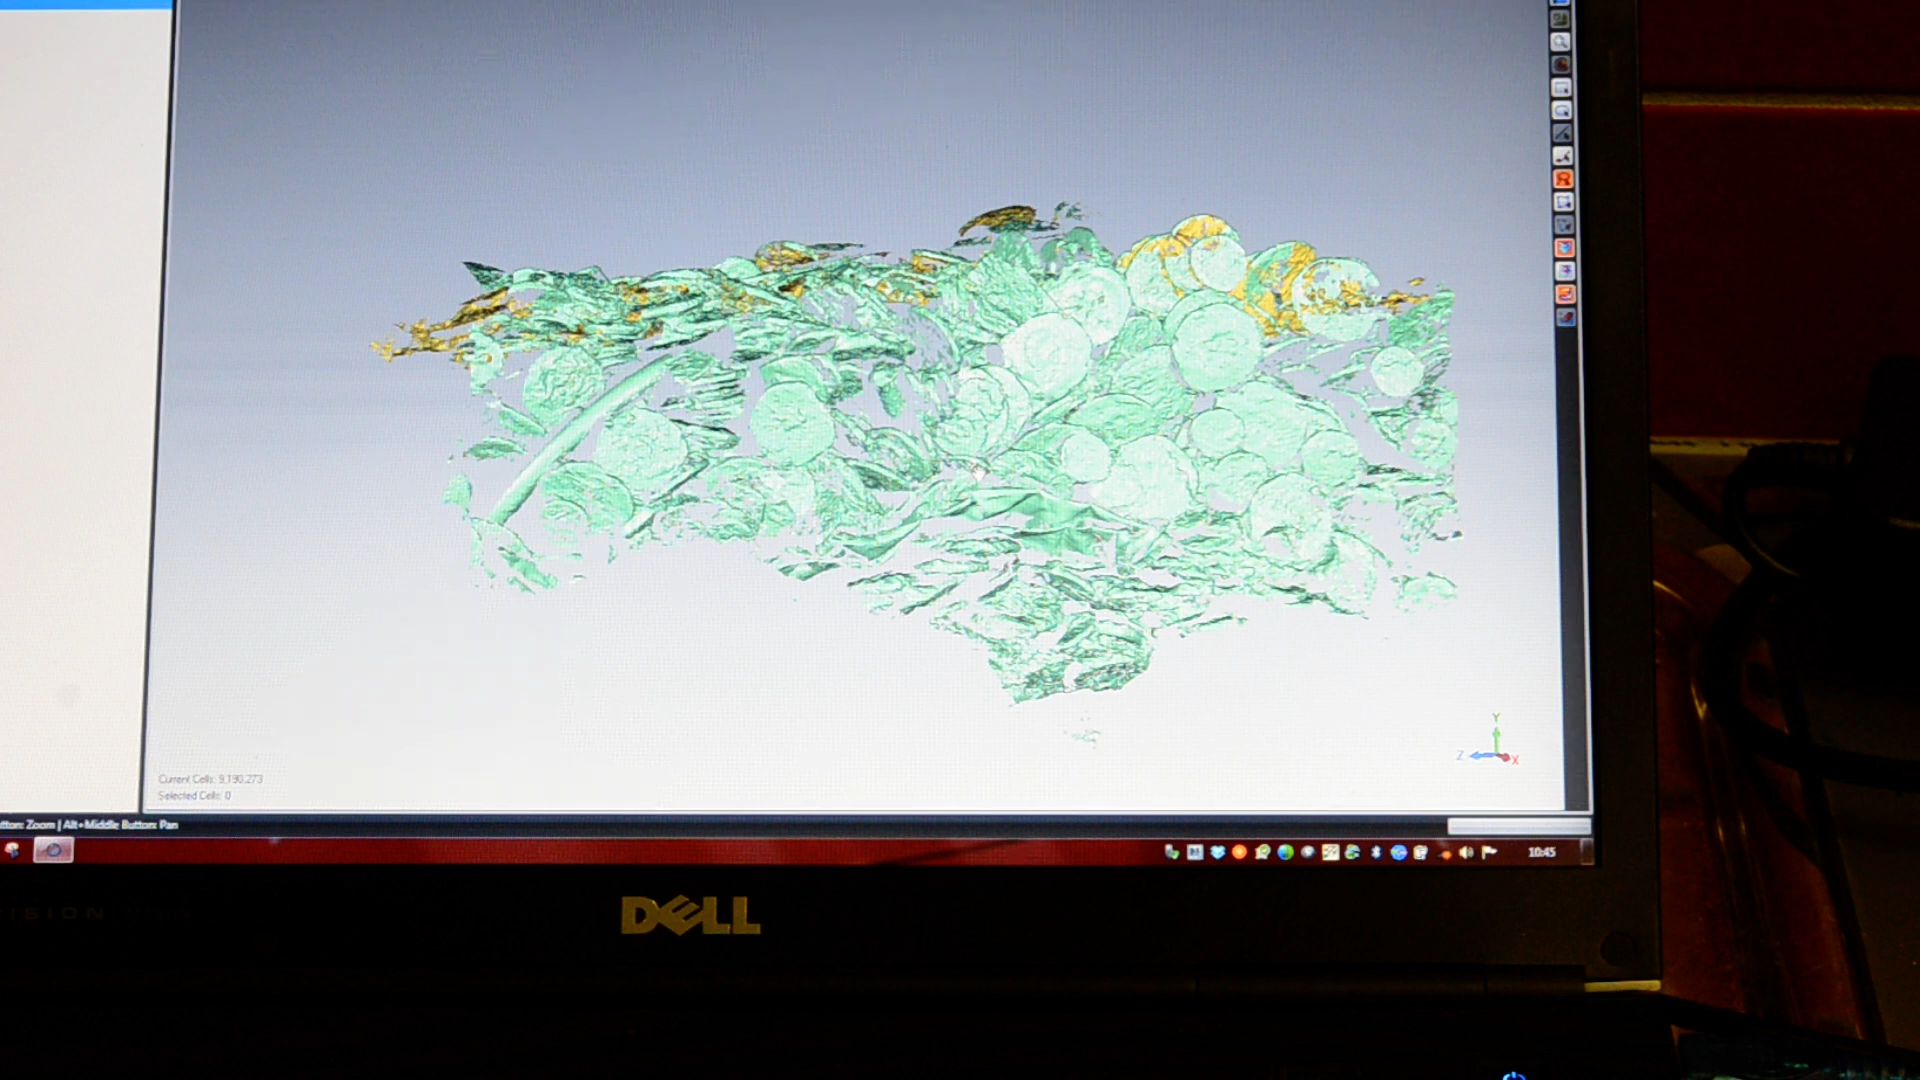 Y
Z
X
Current Cells: 9,190,273
Selected Cells: 0
Zoom | Alt+Middle Button: Pan
10:45
DELL